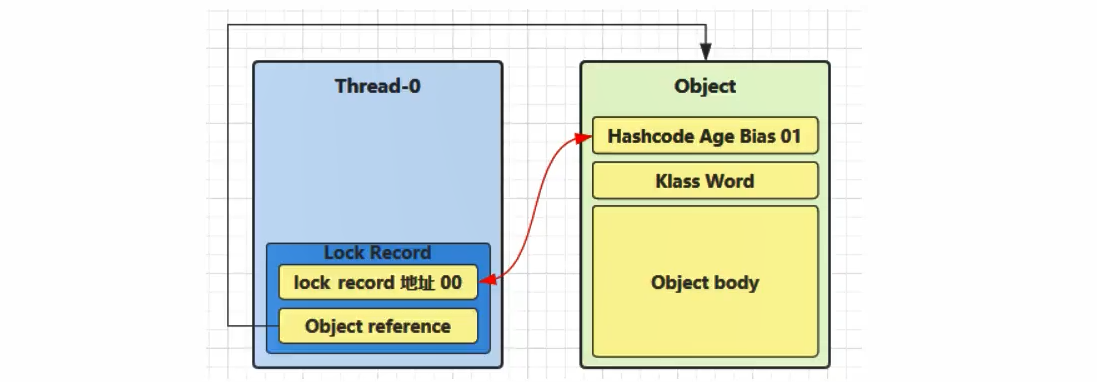 Thread-0
Lock Record
lock record 地址 00
Object reference
Object
Hashcode Age Bias 01
Klass Word
Object body